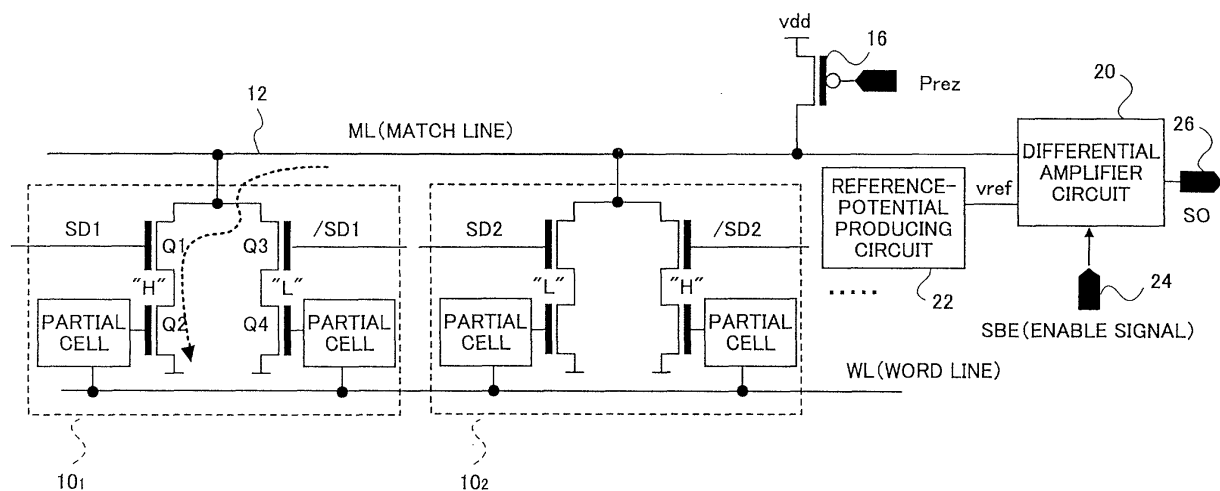 vdd
16
Prez
20
12
ML(MATCH LINE)
26
DIFFERENTIAL
AMPLIFIER
CIRCUIT
SO
REFERENCE-
POTENTIAL
PRODUCING
CIRCUIT
vref
22
.....
24
SBE(ENABLE SIGNAL)
SD1
Q1
Q3
/SD1
"H"
"L"
PARTIAL
CELL
Q2
Q4
PARTIAL
CELL
SD2
/SD2
"L"
"H"
PARTIAL
CELL
PARTIAL
CELL
WL(WORD LINE)
10₁
10₂